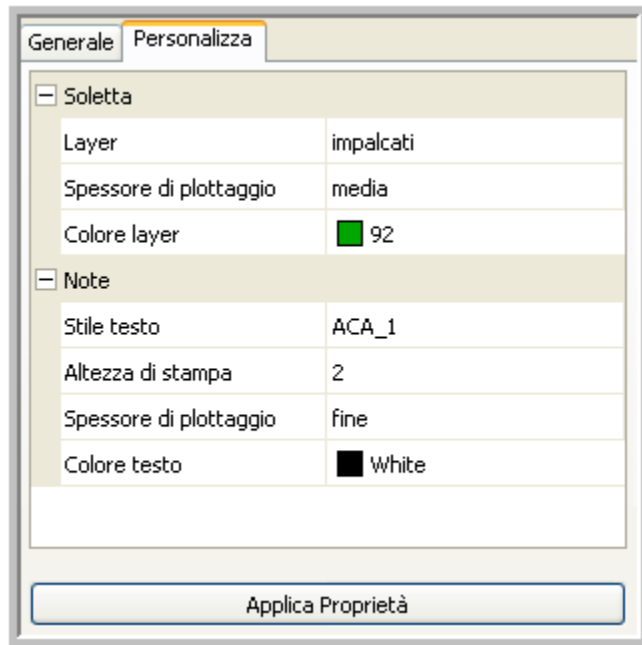 Generale Personalizza
Soletta
Layer impalcati
Spessore di plottaggio media
Colore layer 92
Note
Stile testo ACA_1
Altezza di stampa 2
Spessore di plottaggio fine
Colore testo White
Applica Proprietà